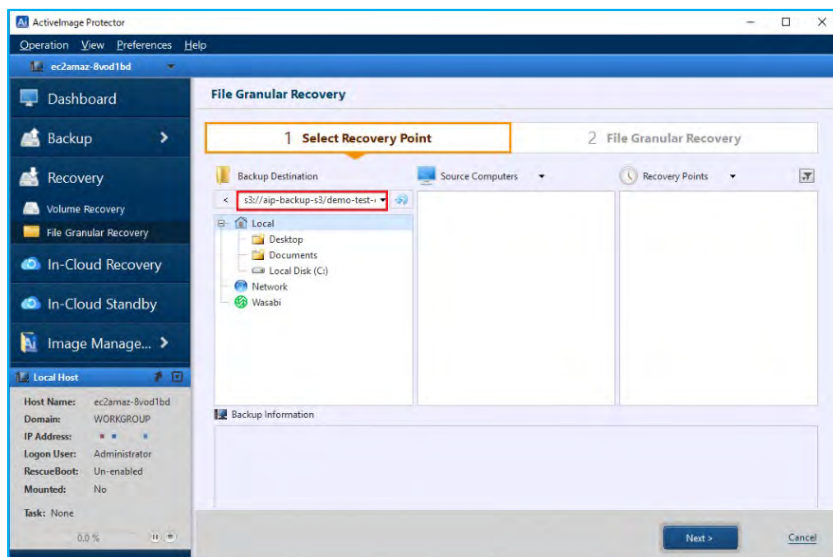 ActiveImage Protector
Operation View Preferences Help
ec2amaz-8vod1bd
Dashboard
Backup
Recovery
Volume Recovery
File Granular Recovery
In-Cloud Recovery
In-Cloud Standby
Image Manage...
Local Host
Host Name: ec2amaz-8vod1bd
Domain: WORKGROUP
IP Address:
Logon User: Administrator
RescueBoot: Un-enabled
Mounted: No
Task: None
0.0 %
File Granular Recovery
1 Select Recovery Point
2 File Granular Recovery
Backup Destination
Source Computers
Recovery Points
s3://aip-backup-s3/demo-test-
Local
Desktop
Documents
Local Disk (C:)
Network
Wasabi
Backup Information
Next >
Cancel